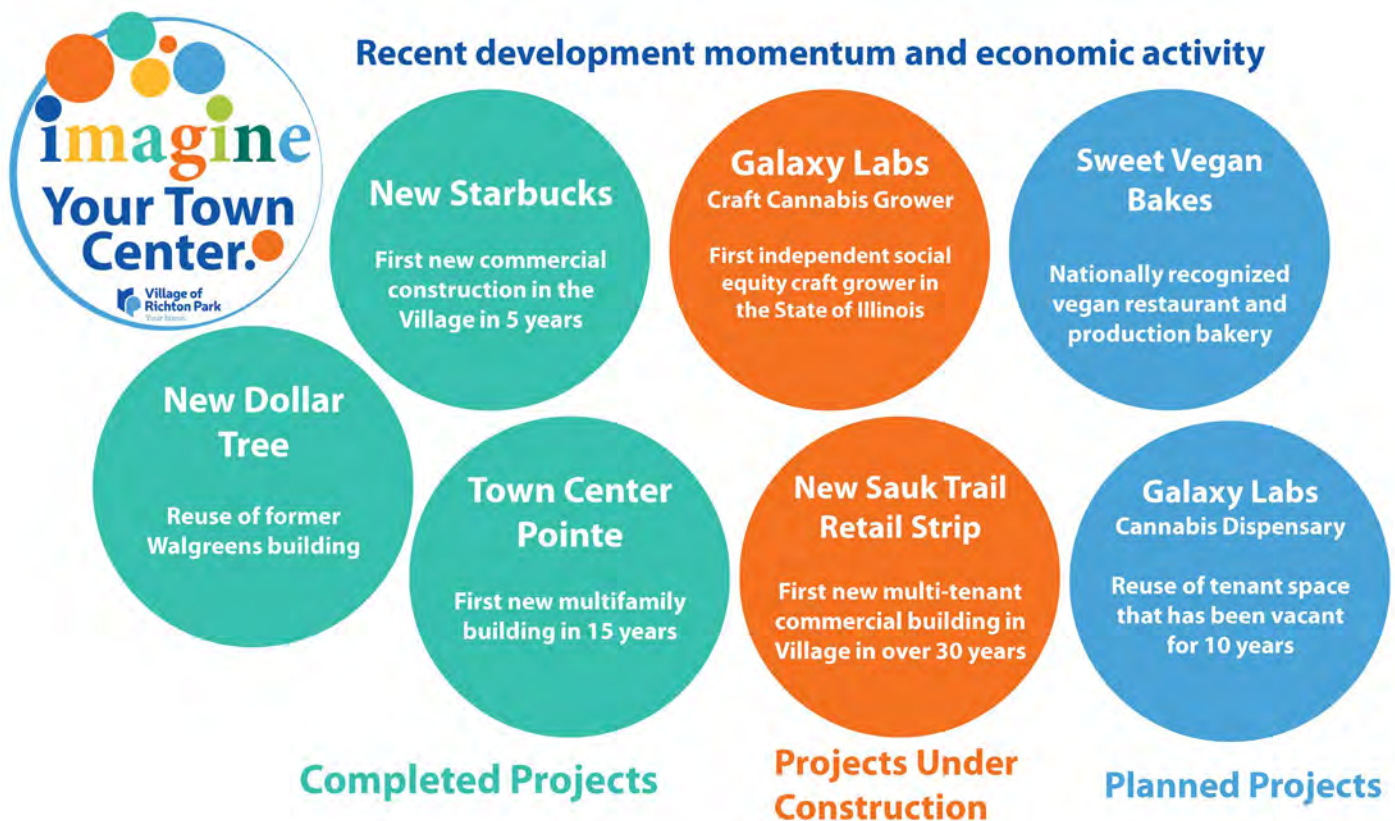 imagine
Your Town
Center.
Village of
Richton Park
Recent development momentum and economic activity
New Starbucks
First new commercial
construction in the
Village in 5 years
Galaxy Labs
Craft Cannabis Grower
First independent social
equity craft grower in
the State of Illinois
Sweet Vegan
Bakes
Nationally recognized
vegan restaurant and
production bakery
New Dollar
Tree
Reuse of former
Walgreens building
Town Center
Pointe
First new multifamily
building in 15 years
New Sauk Trail
Retail Strip
First new multi-tenant
commercial building in
Village in over 30 years
Galaxy Labs
Cannabis Dispensary
Reuse of tenant space
that has been vacant
for 10 years
Completed Projects
Projects Under
Construction
Planned Projects